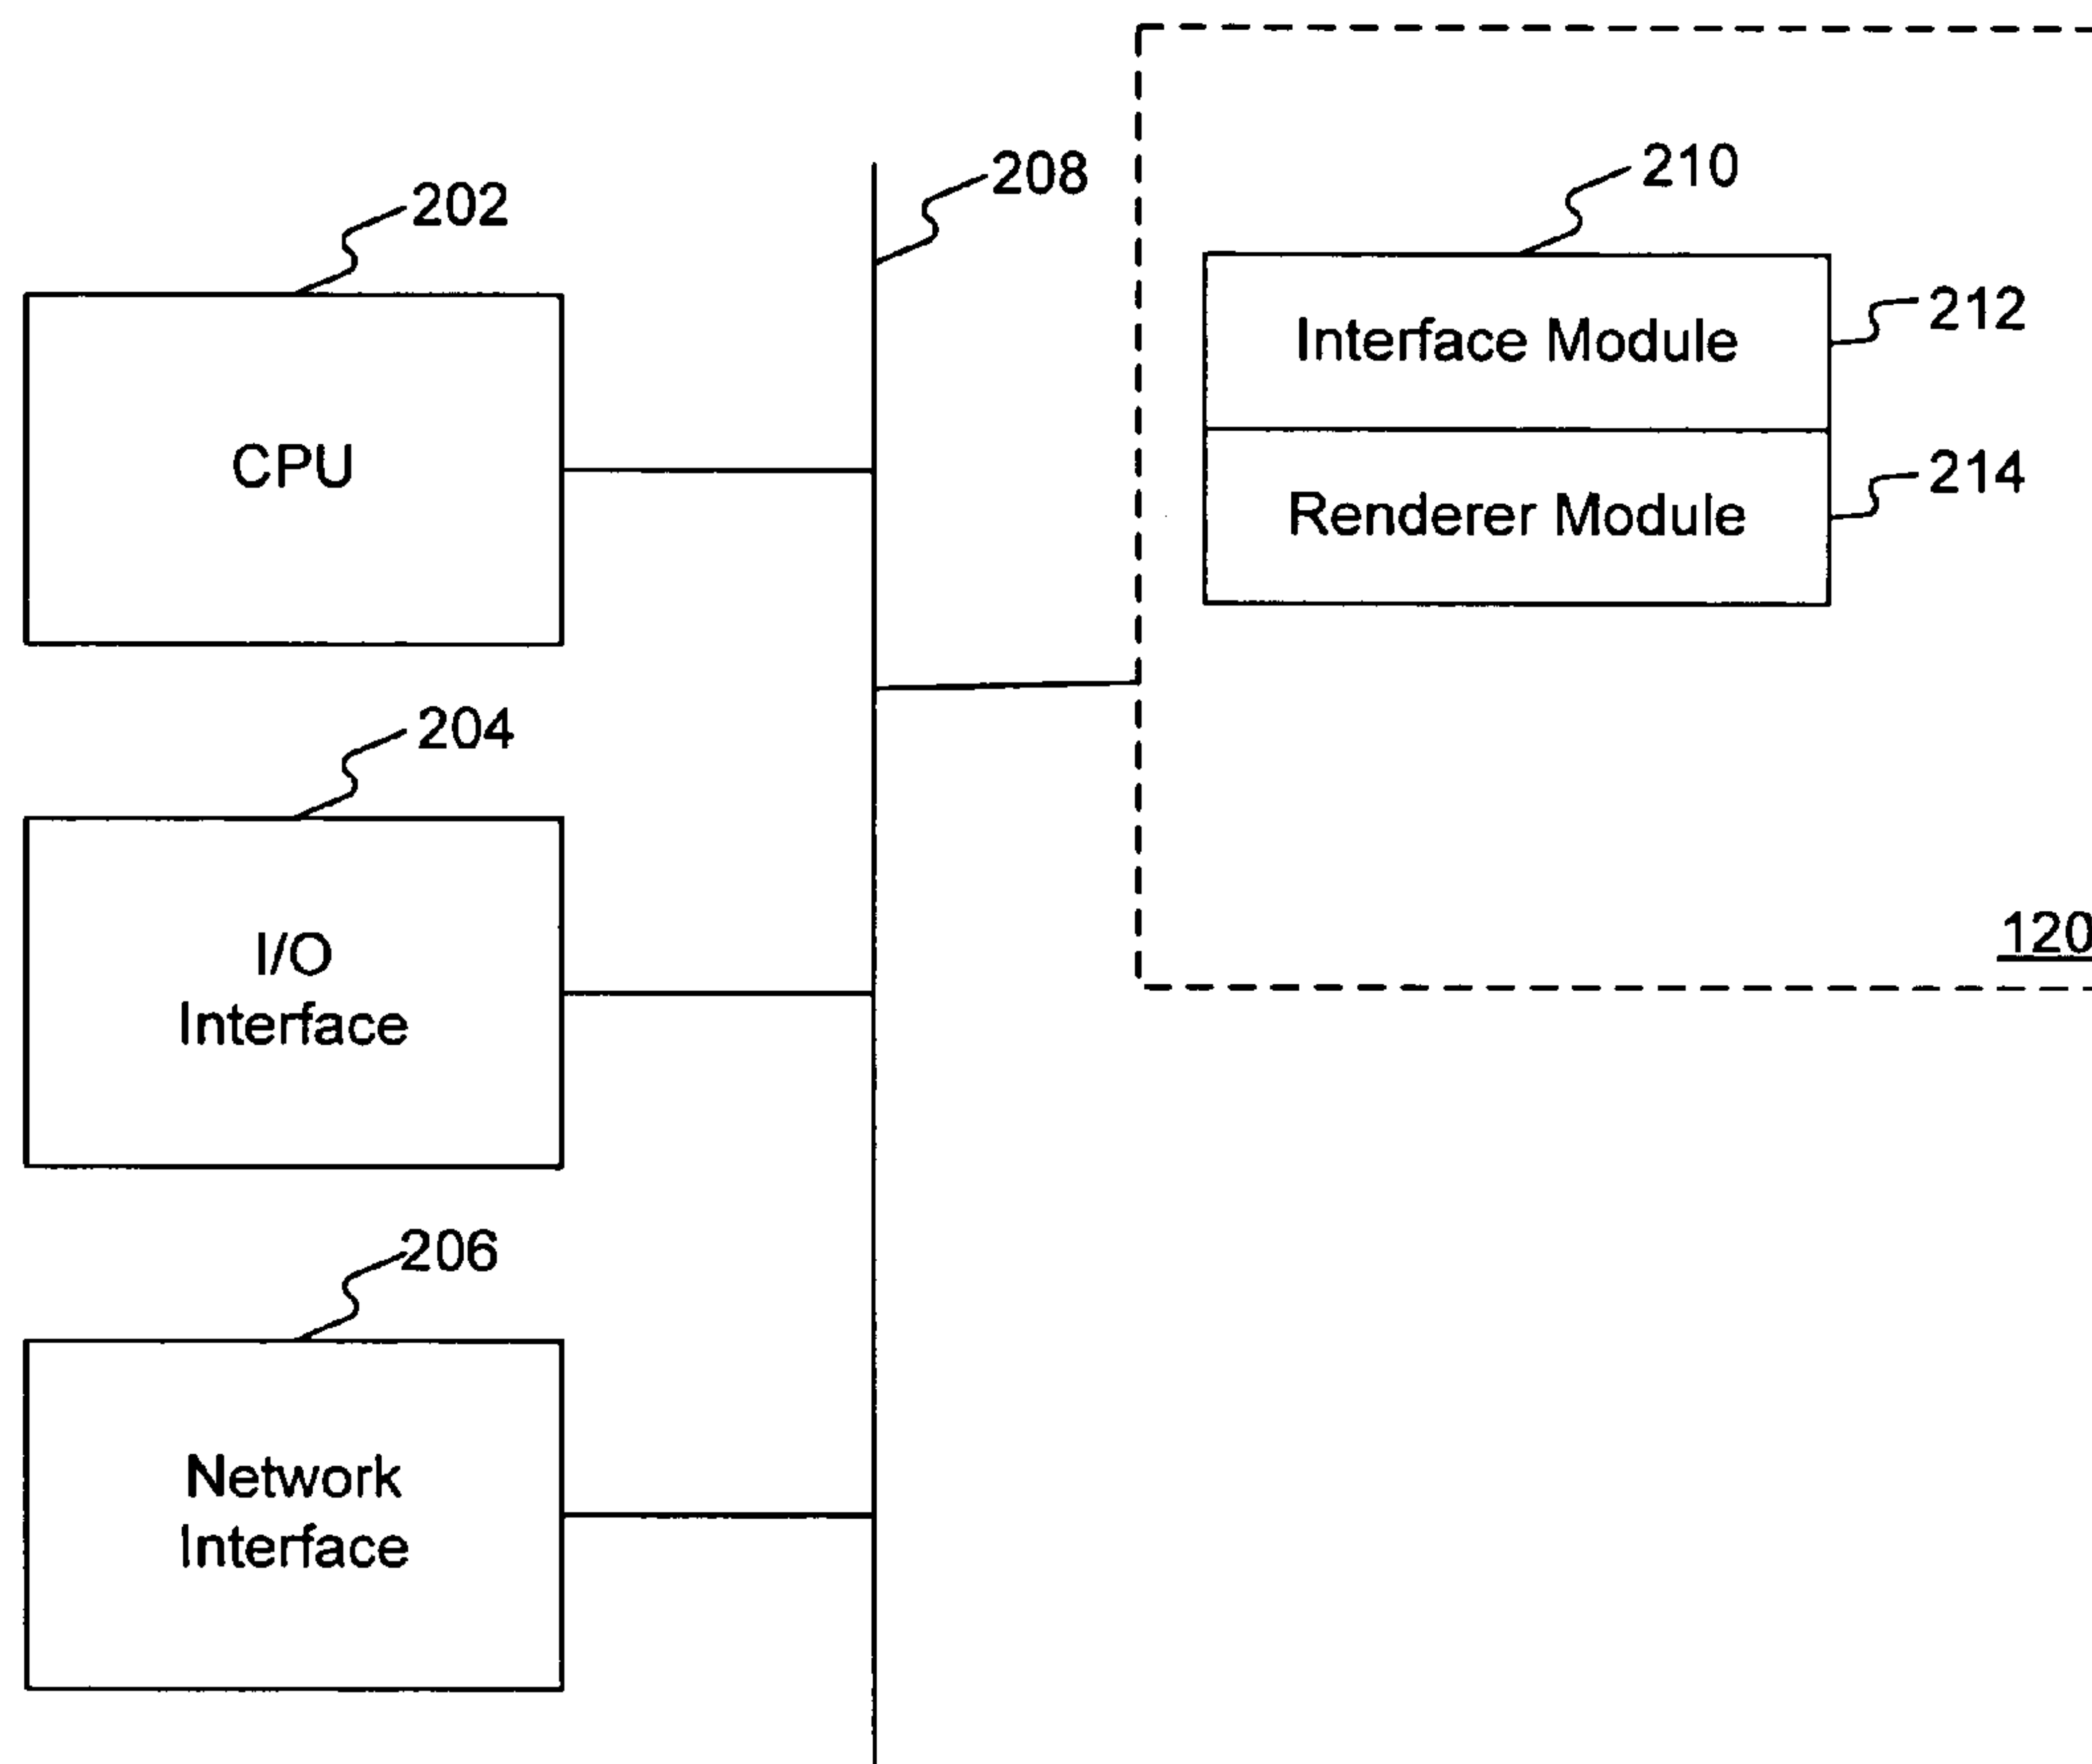 202
CPU
204
I/O
Interface
206
Network
Interface
208
210
Interface Module
212
Renderer Module
214
120